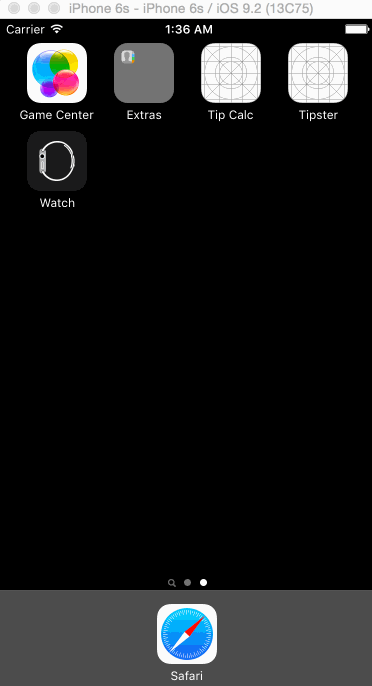 iPhone 6s - iPhone 6s / iOS 9.2 (13C75)
Carrier 1:36 AM
Game Center Extras Tip Calc Tipster
Watch
Safari